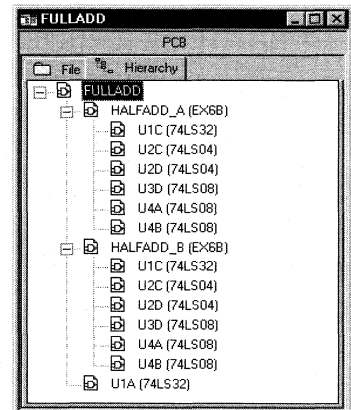 FULLADD
PCB
File Hierarchy
FULLADD
HALFADD_A (EX6B)
U1C (74LS32)
U2C (74LS04)
U2D (74LS04)
U3D (74LS08)
U4A (74LS08)
U4B (74LS08)
HALFADD_B (EX6B)
U1C (74LS32)
U2C (74LS04)
U2D (74LS04)
U3D (74LS08)
U4A (74LS08)
U4B (74LS08)
U1A (74LS32)